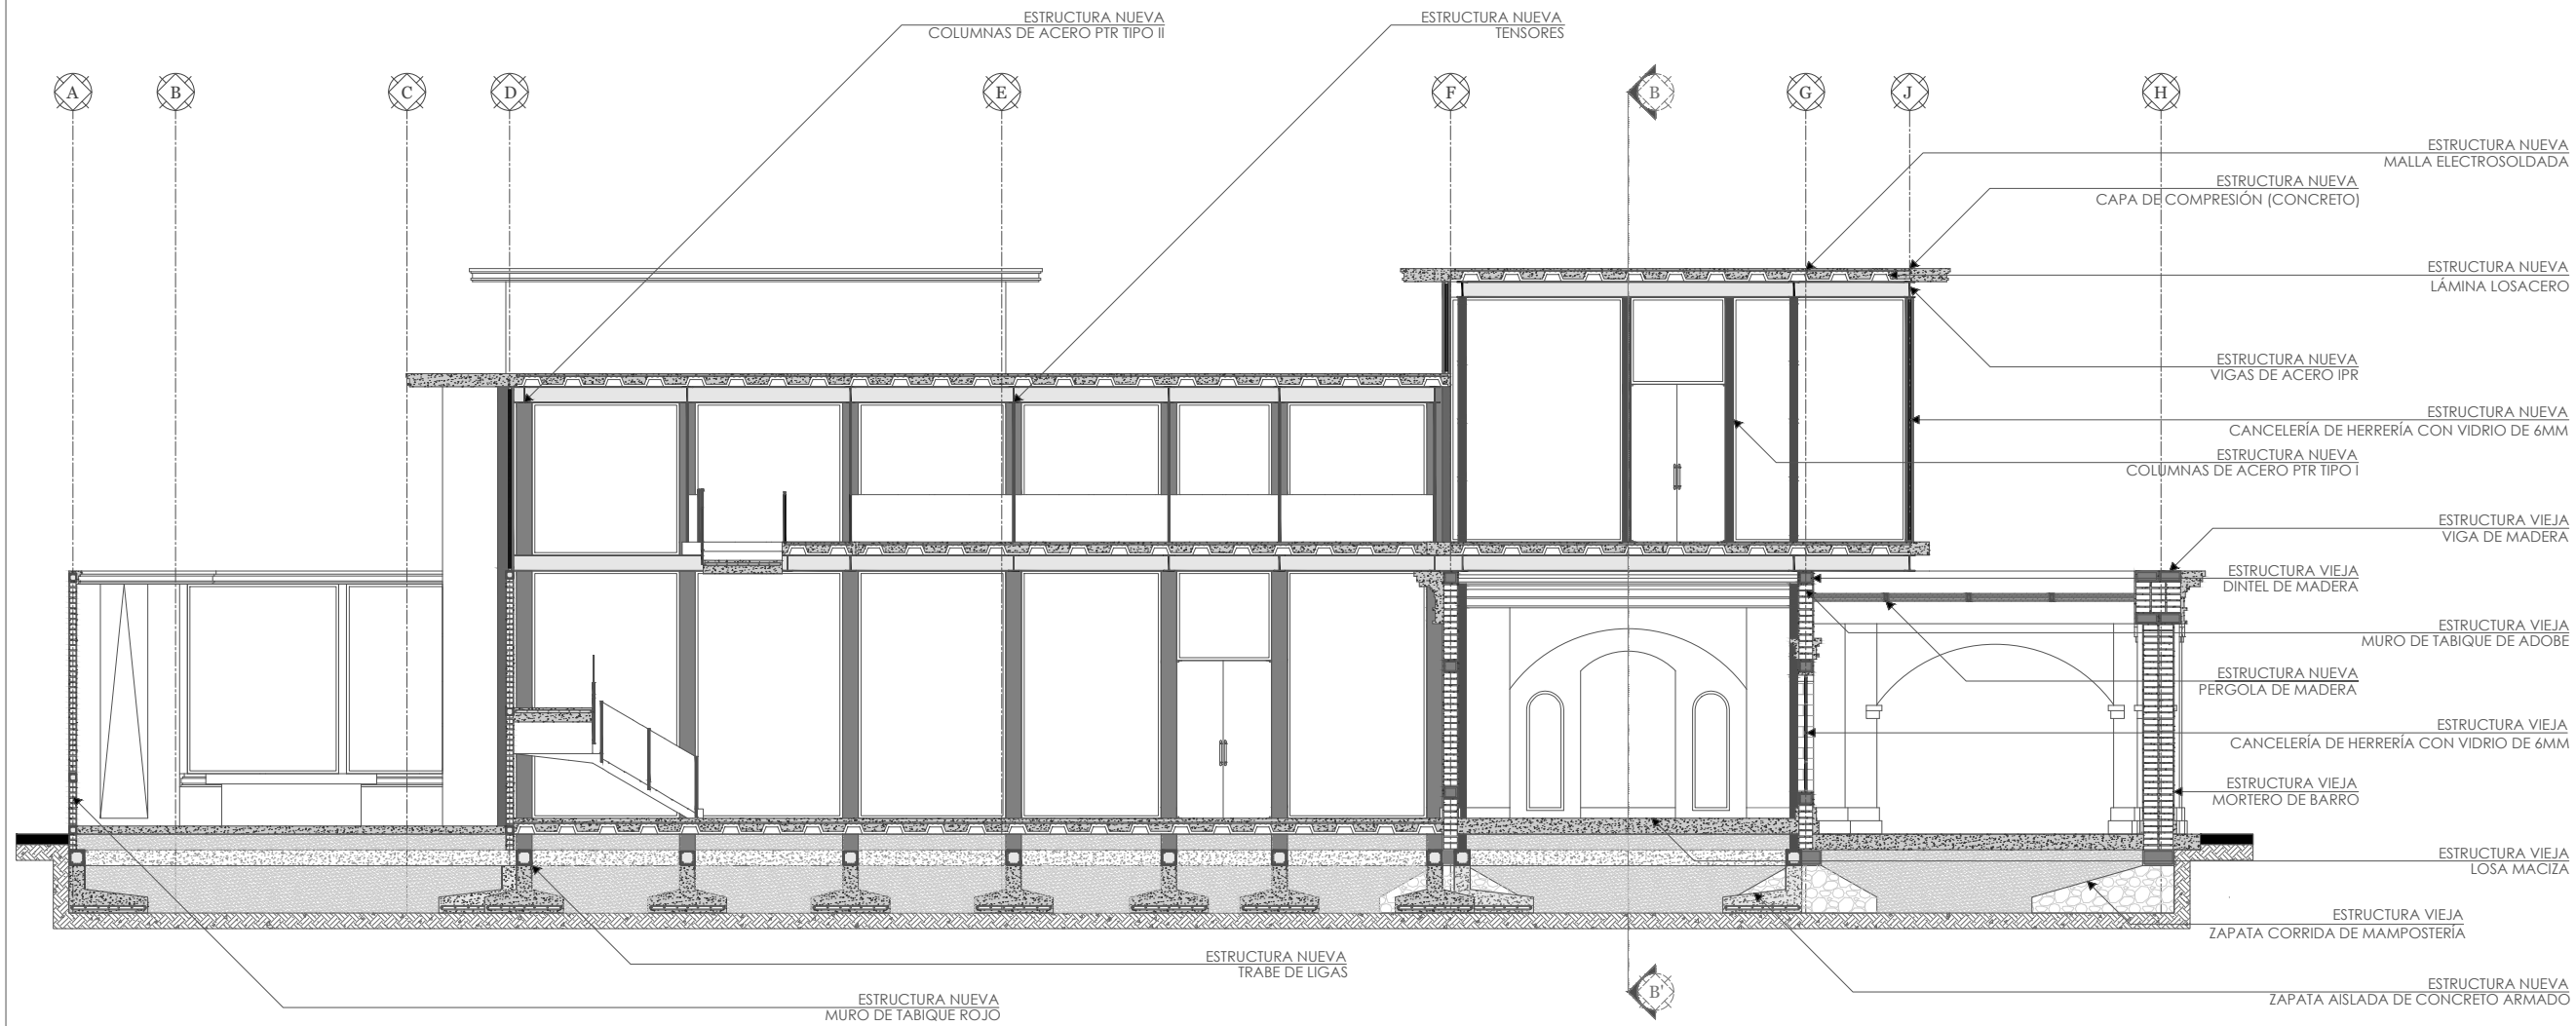 ESTRUCTURA NUEVA
COLUMNAS DE ACERO PTR TIPO II
ESTRUCTURA NUEVA
TENSORES
A
B
C
D
E
F
B
G
J
H
ESTRUCTURA NUEVA
MALLA ELECTROSOLDADA
ESTRUCTURA NUEVA
CAPA DE COMPRESIÓN (CONCRETO)
ESTRUCTURA NUEVA
LÁMINA LOSACERO
ESTRUCTURA NUEVA
VIGAS DE ACERO IPR
ESTRUCTURA NUEVA
CANCELERÍA DE HERRERÍA CON VIDRIO DE 6MM
ESTRUCTURA NUEVA
COLUMNAS DE ACERO PTR TIPO I
ESTRUCTURA VIEJA
VIGA DE MADERA
ESTRUCTURA VIEJA
DINTEL DE MADERA
ESTRUCTURA VIEJA
MURO DE TABIQUE DE ADOBE
ESTRUCTURA NUEVA
PERGOLA DE MADERA
ESTRUCTURA VIEJA
CANCELERÍA DE HERRERÍA CON VIDRIO DE 6MM
ESTRUCTURA VIEJA
MORTERO DE BARRO
ESTRUCTURA VIEJA
LOSA MACIZA
ESTRUCTURA VIEJA
ZAPATA CORRIDA DE MAMPOSTERÍA
ESTRUCTURA NUEVA
ZAPATA AISLADA DE CONCRETO ARMADO
ESTRUCTURA NUEVA
TRABE DE LIGAS
ESTRUCTURA NUEVA
MURO DE TABIQUE ROJO
B'